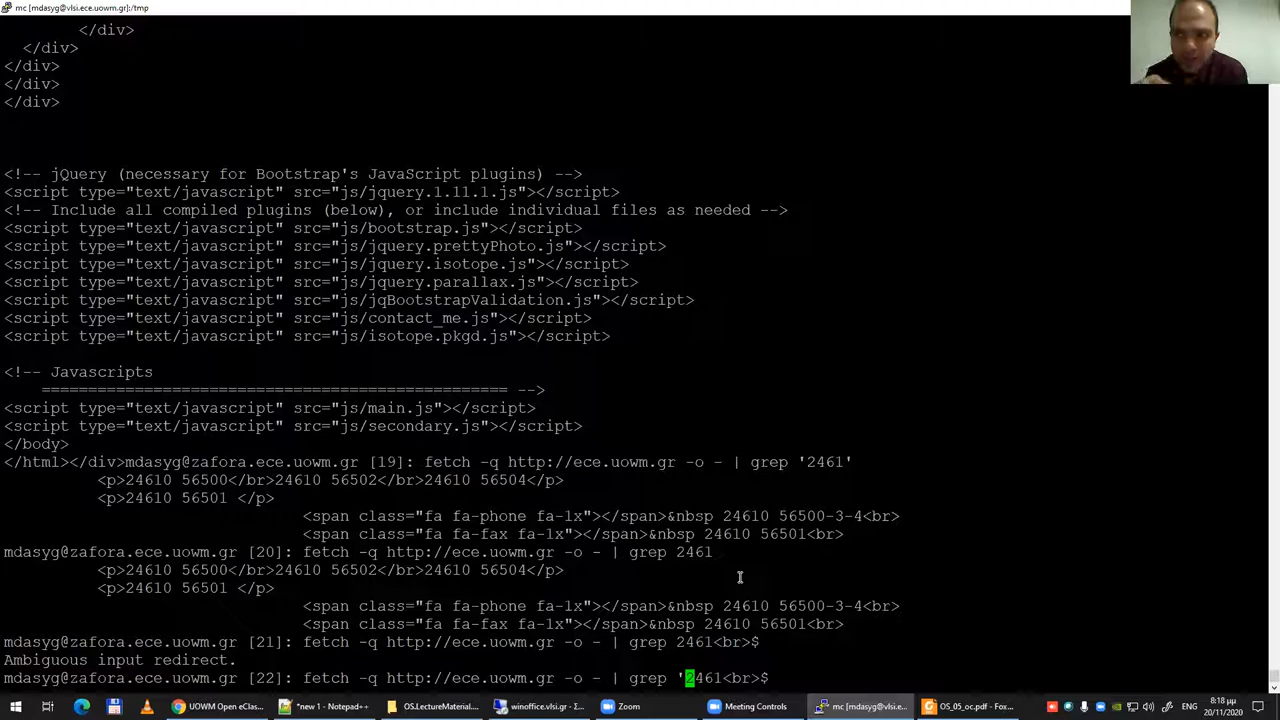 mc [mdasyg@vlsi.ece.uowm.gr]:/tmp
</div>
</div>
</div>
</div>
</div>
<!-- jQuery (necessary for Bootstrap's JavaScript plugins) -->
<script type="text/javascript" src="js/jquery.1.11.1.js"></script>
<!-- Include all compiled plugins (below), or include individual files as needed -->
<script type="text/javascript" src="js/bootstrap.js"></script>
<script type="text/javascript" src="js/jquery.prettyPhoto.js"></script>
<script type="text/javascript" src="js/jquery.isotope.js"></script>
<script type="text/javascript" src="js/jquery.parallax.js"></script>
<script type="text/javascript" src="js/jqBootstrapValidation.js"></script>
<script type="text/javascript" src="js/contact_me.js"></script>
<script type="text/javascript" src="js/isotope.pkgd.js"></script>
<!-- Javascripts
================================================== -->
<script type="text/javascript" src="js/main.js"></script>
<script type="text/javascript" src="js/secondary.js"></script>
</body>
</html></div>mdasyg@zafora.ece.uowm.gr [19]: fetch -q http://ece.uowm.gr -o - | grep '2461'
<p>24610 56500</br>24610 56502</br>24610 56504</p>
<p>24610 56501 </p>
<span class="fa fa-phone fa-1x"></span>&nbsp 24610 56500-3-4<br>
<span class="fa fa-fax fa-1x"></span>&nbsp 24610 56501<br>
mdasyg@zafora.ece.uowm.gr [20]: fetch -q http://ece.uowm.gr -o - | grep 2461
<p>24610 56500</br>24610 56502</br>24610 56504</p>
<p>24610 56501 </p>
<span class="fa fa-phone fa-1x"></span>&nbsp 24610 56500-3-4<br>
<span class="fa fa-fax fa-1x"></span>&nbsp 24610 56501<br>
mdasyg@zafora.ece.uowm.gr [21]: fetch -q http://ece.uowm.gr -o - | grep 2461<br>$
Ambiguous input redirect.
mdasyg@zafora.ece.uowm.gr [22]: fetch -q http://ece.uowm.gr -o - | grep '2461<br>$
UOWM Open eClas... *new 1 - Notepad++ OS.LectureMaterial... winoffice.vlsi.gr - ... Zoom Meeting Controls mc [mdasyg@vlsi.e... OS_05_oc.pdf - Fox... 8:18 μμ
20/11/2020